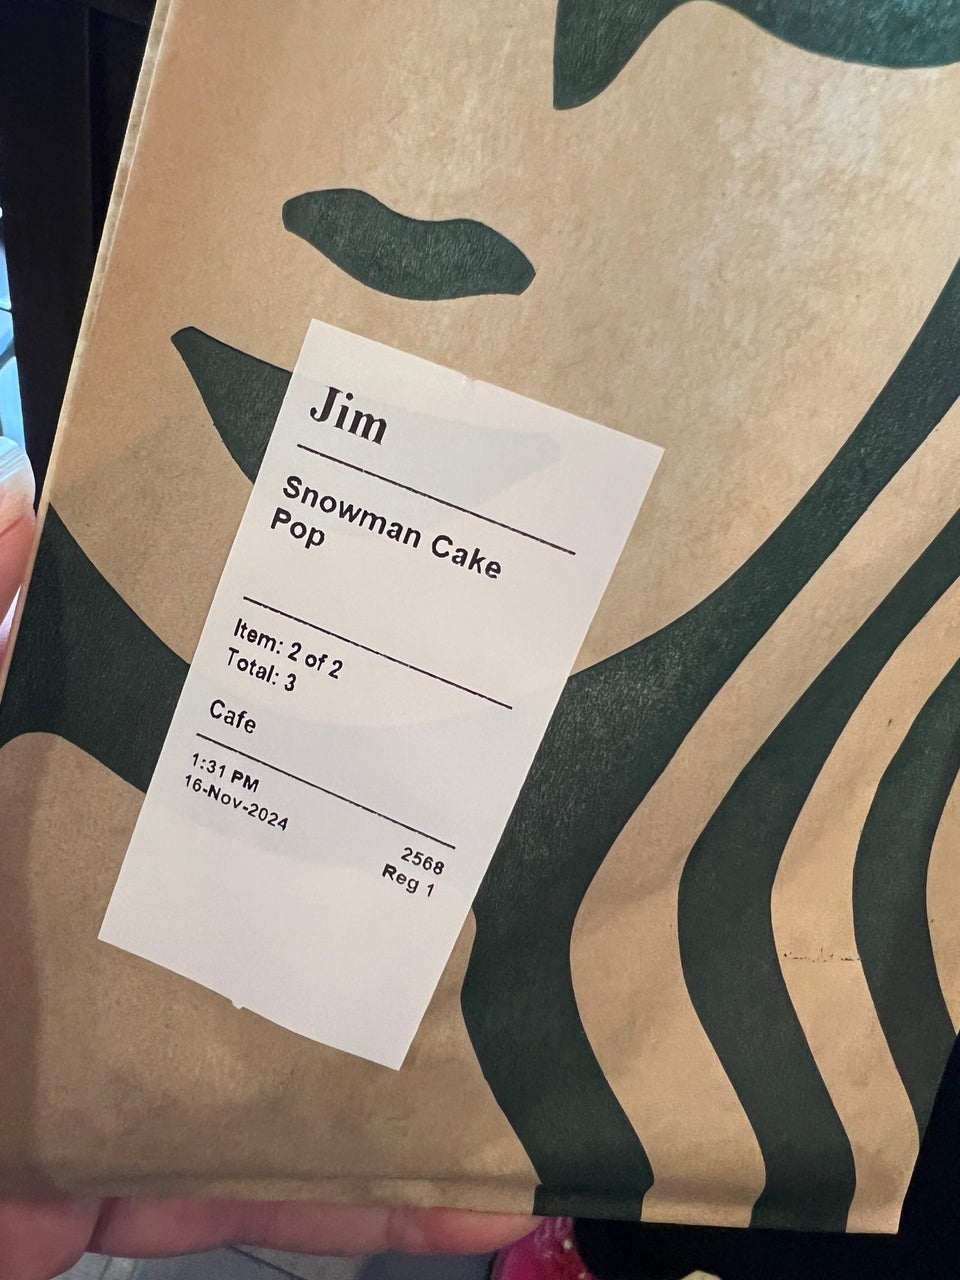 Jim
Snowman Cake
Pop
Item: 2 of 2
Total: 3
Cafe
1:31 PM
16-Nov-2024
2568
Reg 1